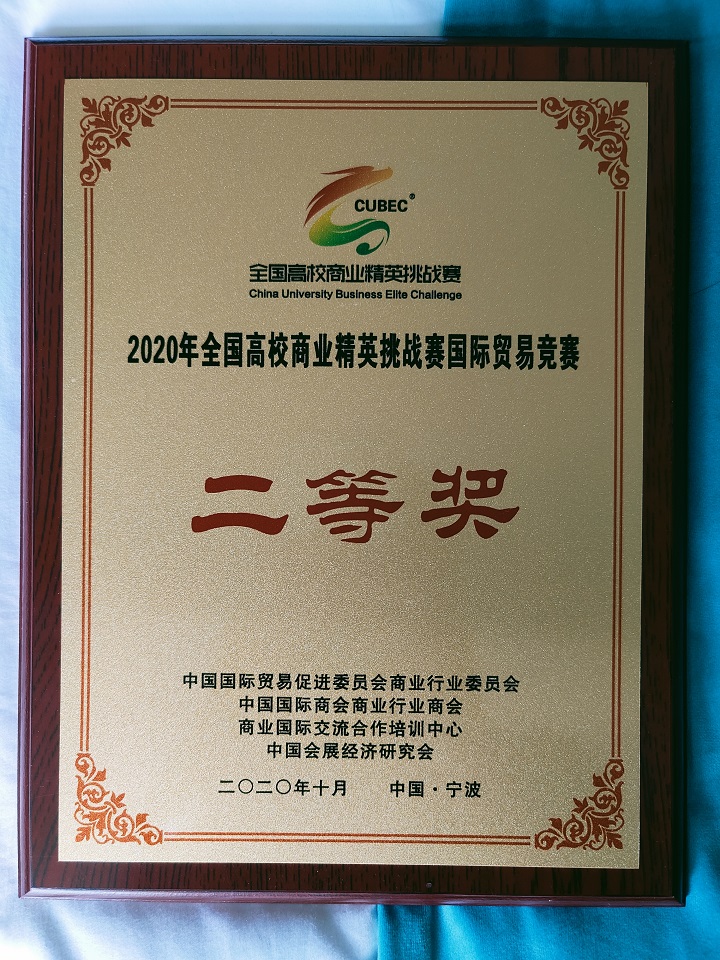 CUBEC®
全国高校商业精英挑战赛
China University Business Elite Challenge
2020年全国高校商业精英挑战赛国际贸易竞赛
二等奖
中国国际贸易促进委员会商业行业委员会
中国国际商会商业行业商会
商业国际交流合作培训中心
中国会展经济研究会
二〇二〇年十月 中国·宁波